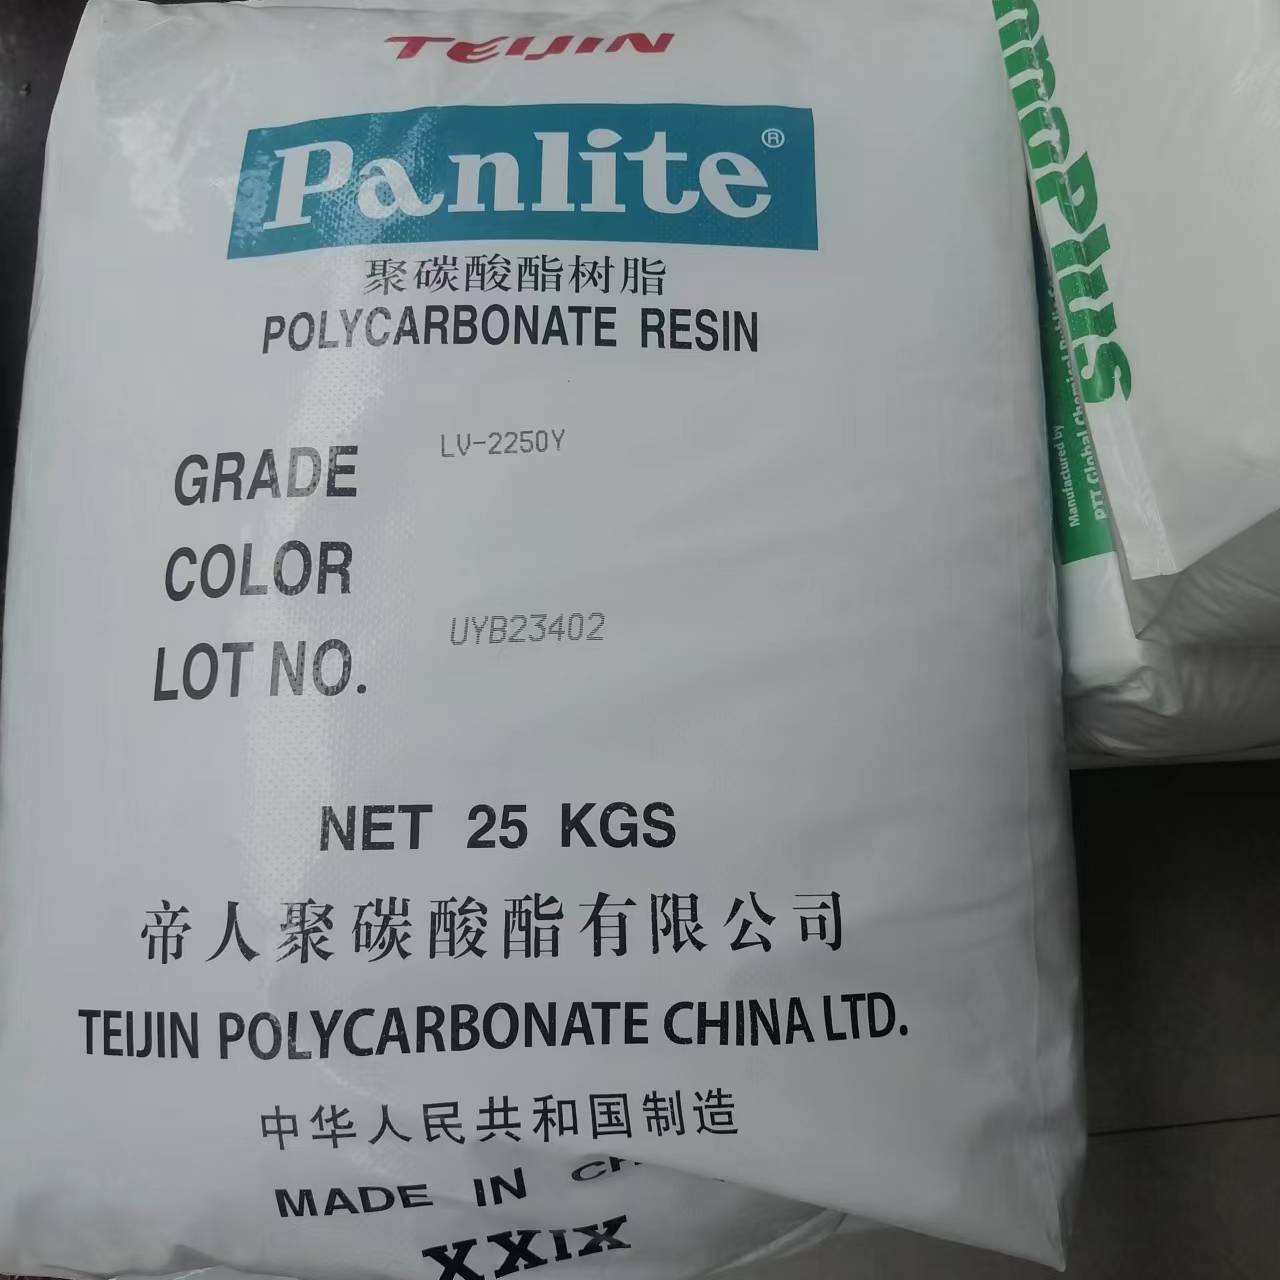 TEIJIN
Panlite®
聚碳酸酯树脂
POLYCARBONATE RESIN
GRADE LV-2250Y
COLOR
LOT NO. UYB23402
NET 25 KGS
帝人聚碳酸酯有限公司
TEIJIN POLYCARBONATE CHINA LTD.
中华人民共和国制造
MADE IN
XXIX
Plus
Manufactured by
PTT Global Chemical Public